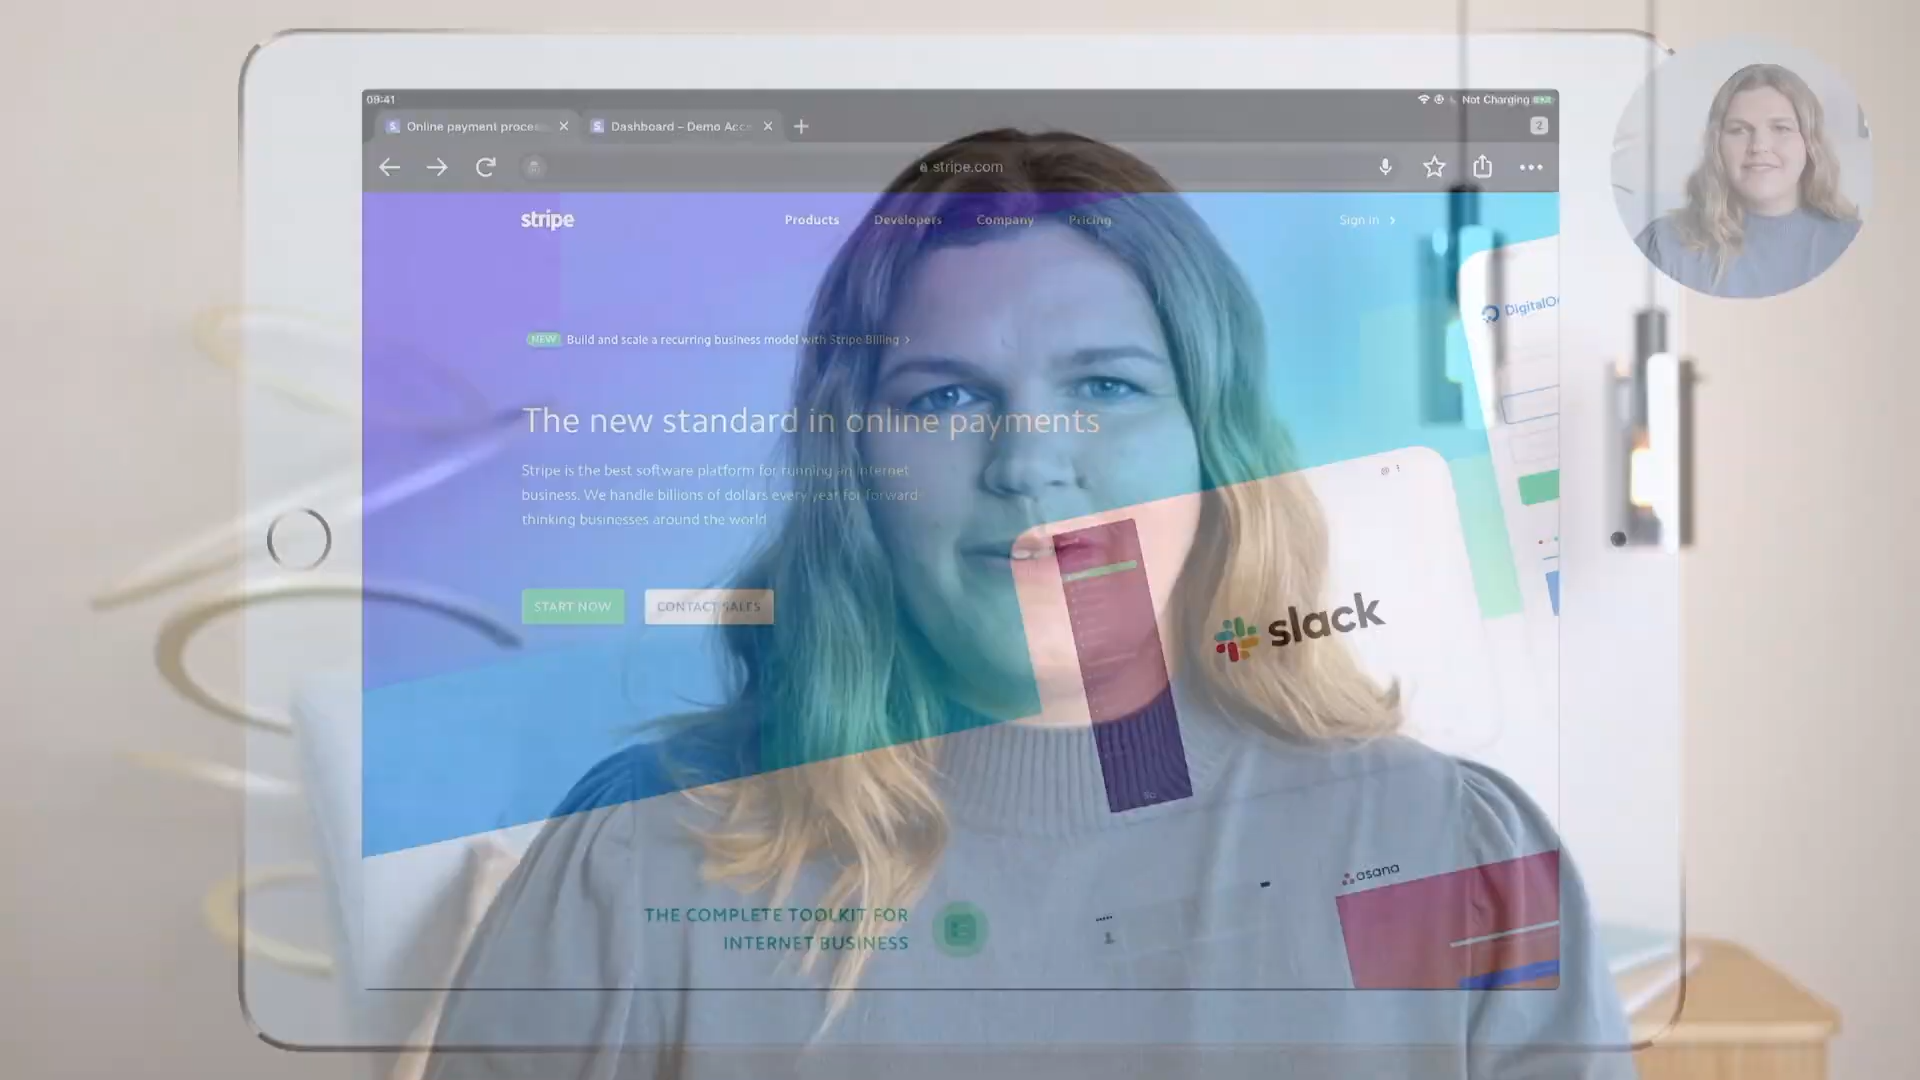 09:41
Not Charging
Online payment proces
Dashboard – Demo Acc
2
stripe.com
stripe
Products
Developers
Company
Pricing
Sign in
NEW Build and scale a recurring business model with Stripe Billing
The new standard in online payments
Stripe is the best software platform for running an internet
business. We handle billions of dollars every year for forward
thinking businesses around the world
START NOW
CONTACT SALES
DigitalO
slack
asana
THE COMPLETE TOOLKIT FOR
INTERNET BUSINESS